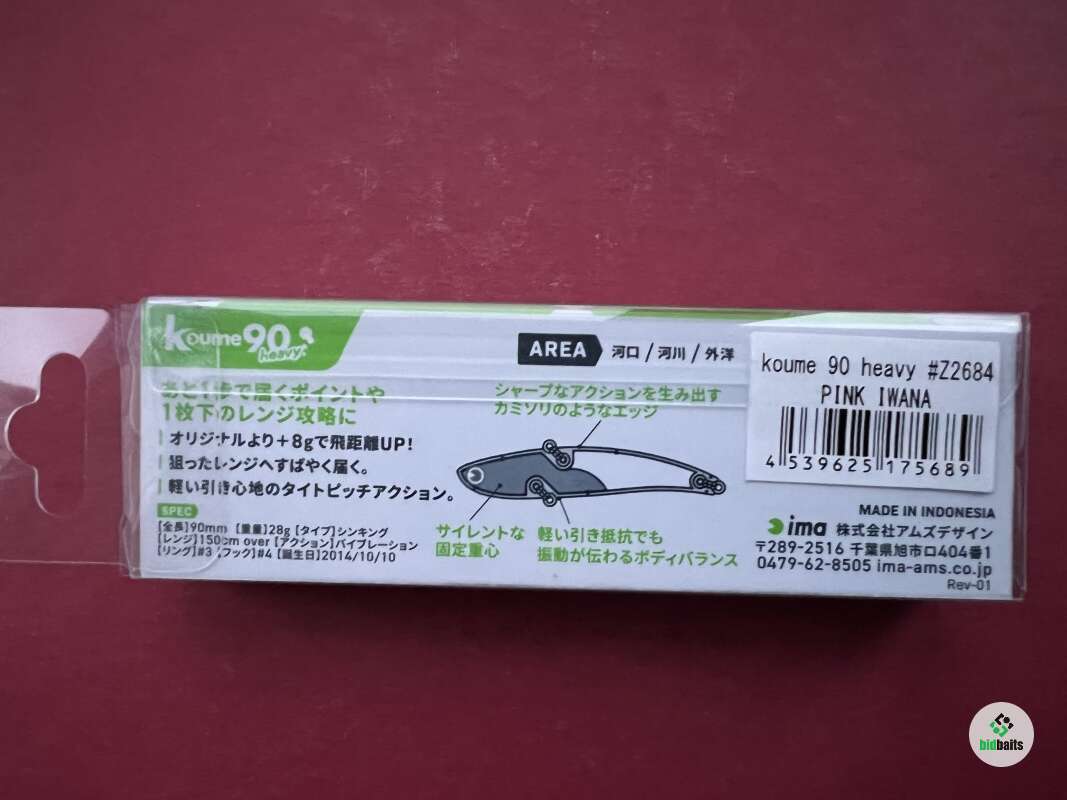 koume 90 heavy
AREA 河口 / 河川 / 外洋
あと1歩で届くポイントや
1枚下のレンジ攻略に
オリジナルより+8gで飛距離UP!
狙ったレンジへすばやく届く。
軽い引き心地のタイトピッチアクション。
SPEC
[全長]90mm [重量]28g [タイプ]シンキング
[レンジ]150cm over [アクション]バイブレーション
[リング]#3 [フック]#4 [誕生日]2014/10/10
シャープなアクションを生み出す
カミソリのようなエッジ
サイレントな
固定重心
軽い引き抵抗でも
振動が伝わるボディバランス
koume 90 heavy #Z2684
PINK IWANA
4 539625 175689
MADE IN INDONESIA
ima 株式会社アムズデザイン
〒289-2516 千葉県旭市ロ404番1
0479-62-8505 ima-ams.co.jp
Rev-01
bidbaits